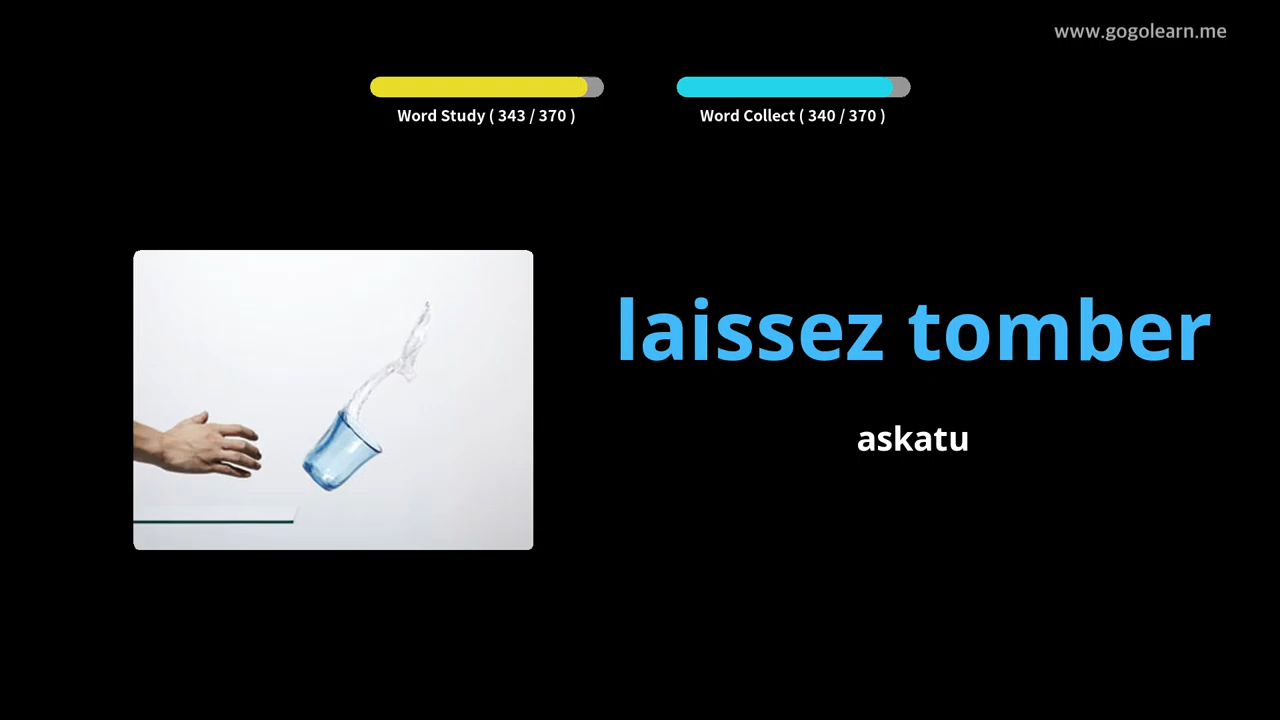 www.gogolearn.me
Word Study ( 343 / 370 )
Word Collect ( 340 / 370 )
laissez tomber
askatu